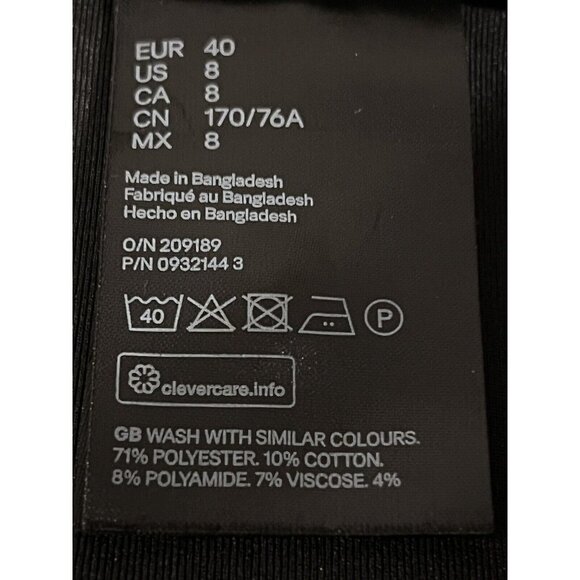 EUR 40
US 8
CA 8
CN 170/76A
MX 8
Made in Bangladesh
Fabriqué au Bangladesh
Hecho en Bangladesh
O/N 209189
P/N 0932144 3
40 P
clevercare.info
GB WASH WITH SIMILAR COLOURS.
71% POLYESTER. 10% COTTON.
8% POLYAMIDE. 7% VISCOSE. 4%